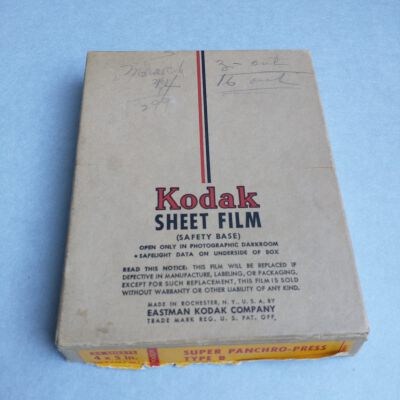 3 - out
16 out
Kodak
SHEET FILM
(SAFETY BASE)
OPEN ONLY IN PHOTOGRAPHIC DARKROOM
• SAFELIGHT DATA ON UNDERSIDE OF BOX
READ THIS NOTICE: THIS FILM WILL BE REPLACED IF
DEFECTIVE IN MANUFACTURE, LABELING, OR PACKAGING.
EXCEPT FOR SUCH REPLACEMENT, THIS FILM IS SOLD
WITHOUT WARRANTY OR OTHER LIABILITY OF ANY KIND.
MADE IN ROCHESTER, N. Y., U. S. A. BY
EASTMAN KODAK COMPANY
TRADE MARK REG. U. S. PAT. OFF.
4 x 5 in.
SUPER PANCHRO-PRESS
TYPE B